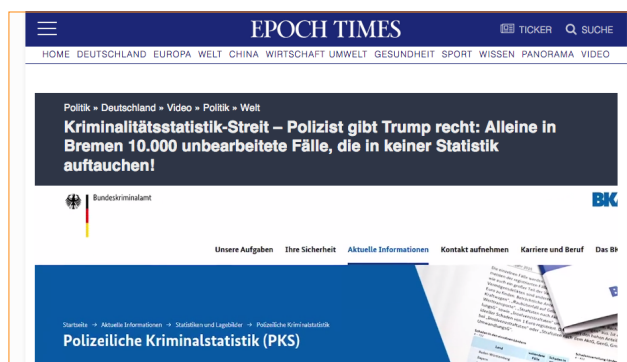 EPOCH TIMES
TICKER
SUCHE
HOME DEUTSCHLAND EUROPA WELT CHINA WIRTSCHAFT UMWELT GESUNDHEIT SPORT WISSEN PANORAMA VIDEO
Politik » Deutschland » Video » Politik » Welt
Kriminalitätsstatistik-Streit – Polizist gibt Trump recht: Alleine in
Bremen 10.000 unbearbeitete Fälle, die in keiner Statistik
auftauchen!
Bundeskriminalamt
BK
Unsere Aufgaben Ihre Sicherheit Aktuelle Informationen Kontakt aufnehmen Karriere und Beruf Das BK
Startseite → Aktuelle Informationen → Statistiken und Lagebilder → Polizeiliche Kriminalstatistik
Polizeiliche Kriminalstatistik (PKS)